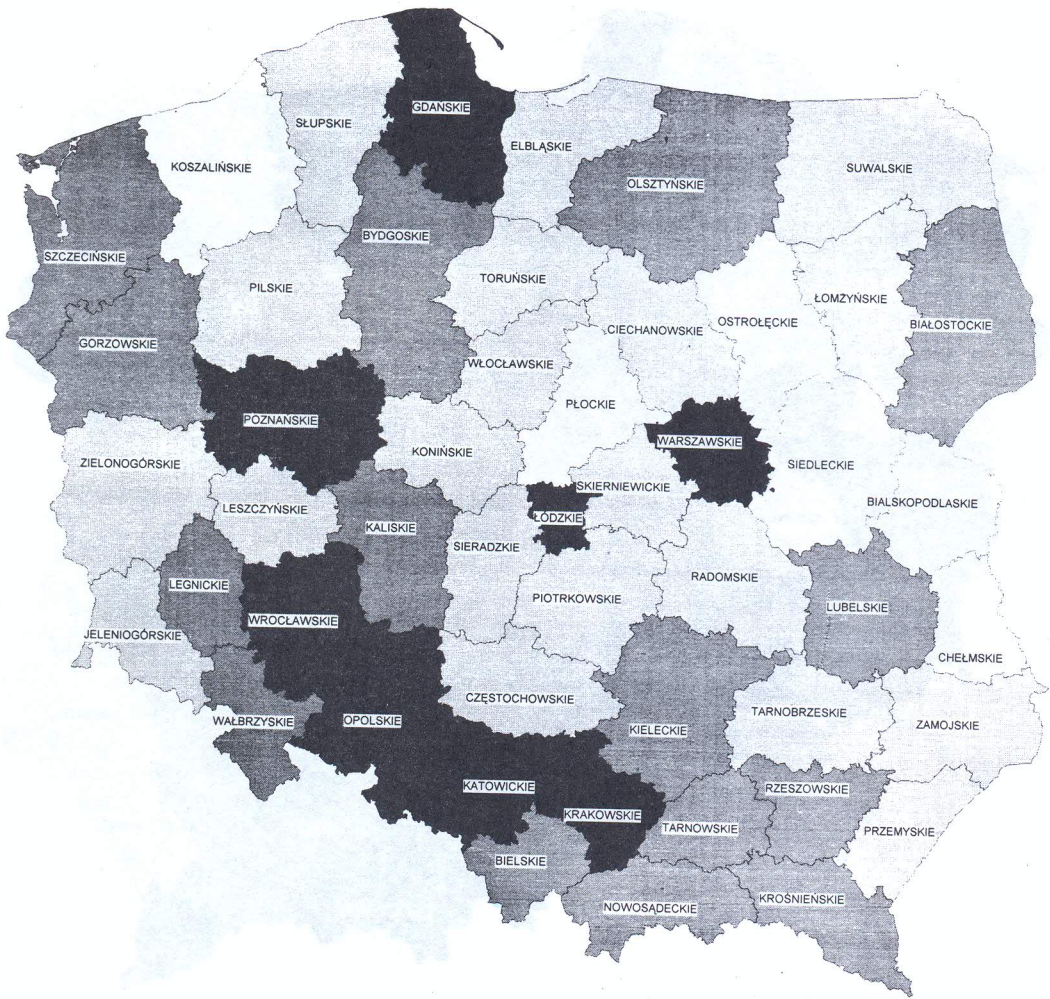 GDAŃSKIE
SŁUPSKIE
ELBLĄSKIE
KOSZALIŃSKIE
SUWALSKIE
OLSZTYŃSKIE
BYDGOSKIE
SZCZECIŃSKIE
TORUŃSKIE
PILSKIE
ŁOMŻYŃSKIE
OSTROŁĘCKIE
BIAŁOSTOCKIE
CIECHANOWSKIE
GORZOWSKIE
WŁOCŁAWSKIE
PŁOCKIE
POZNAŃSKIE
WARSZAWSKIE
KONIŃSKIE
ZIELONOGÓRSKIE
SIEDLECKIE
SKIERNIEWICKIE
BIALSKOPODLASKIE
LESZCZYŃSKIE
ŁÓDZKIE
KALISKIE
SIERADZKIE
RADOMSKIE
LEGNICKIE
PIOTRKOWSKIE
LUBELSKIE
WROCŁAWSKIE
JELENIOGÓRSKIE
CHEŁMSKIE
CZĘSTOCHOWSKIE
TARNOBRZESKIE
WAŁBRZYSKIE
OPOLSKIE
ZAMOJSKIE
KIELECKIE
KATOWICKIE
RZESZOWSKIE
KRAKOWSKIE
TARNOWSKIE
PRZEMYSKIE
BIELSKIE
KROŚNIEŃSKIE
NOWOSĄDECKIE